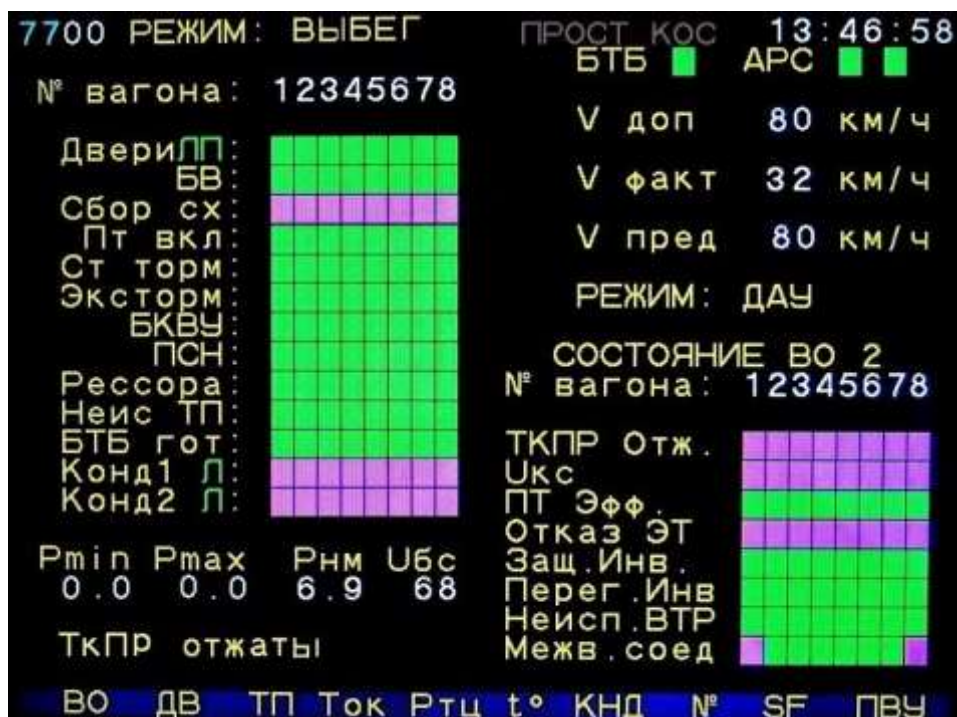 7700 РЕЖИМ: ВЫБЕГ
ПРОСТ КОС 13:46:58
БТБ АРС
№ вагона: 12345678
ДвериЛП:
БВ:
Сбор сх:
Пт вкл:
Ст торм:
Эксторм:
БКВУ:
ПСН:
Рессора:
Неис ТП:
БТБ гот:
Конд1 Л:
Конд2 Л:
Pmin Pmax Рнм Uбс
0.0 0.0 6.9 68
ТкПр отжаты
V доп 80 км/ч
V факт 32 км/ч
V пред 80 км/ч
РЕЖИМ: ДАУ
СОСТОЯНИЕ ВО 2
№ вагона: 12345678
ТКПР Отж.
Uкс
ПТ Эфф.
Отказ ЭТ
Защ.Инв.
Перег.Инв
Неисп.ВТР
Межв.соед
ВО ДВ ТП Ток Ртц t° КНД № SF ПВУ